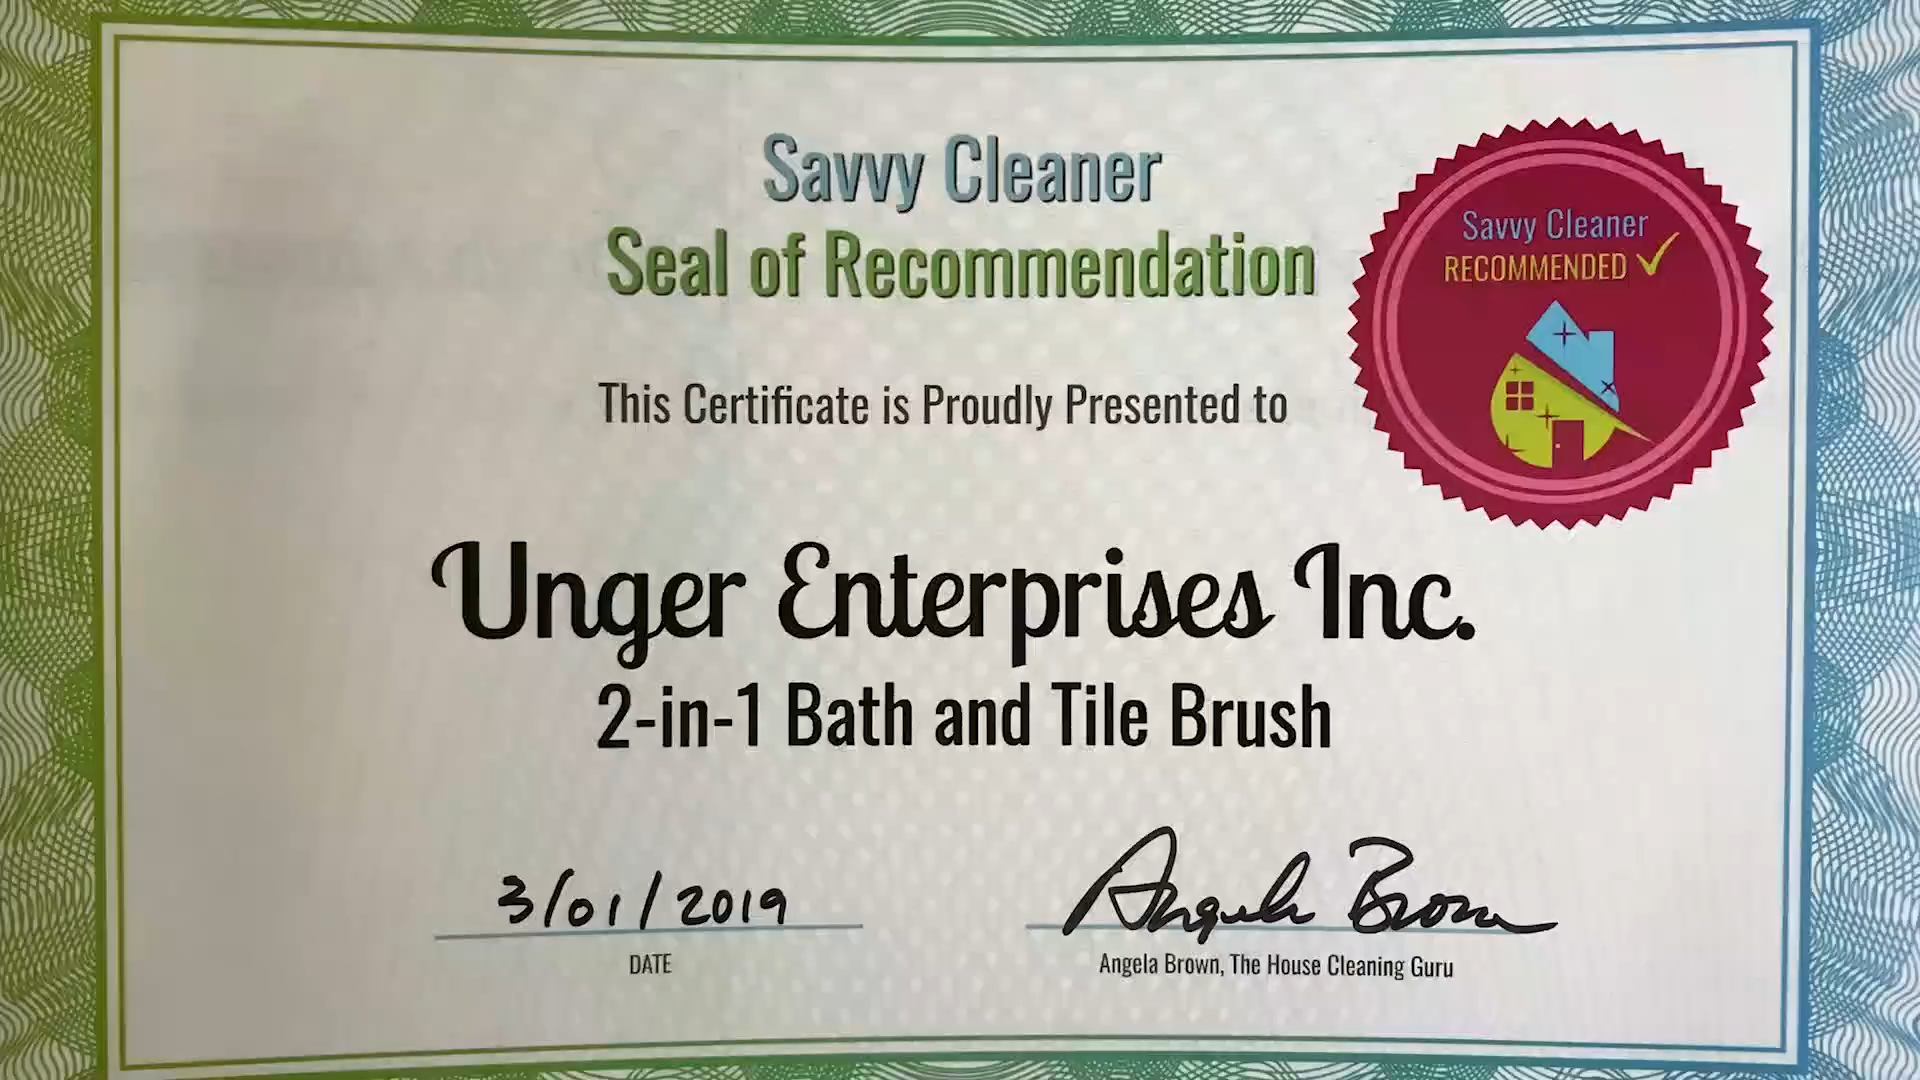 Savvy Cleaner
Seal of Recommendation
Savvy Cleaner
RECOMMENDED
This Certificate is Proudly Presented to
Unger Enterprises Inc.
2-in-1 Bath and Tile Brush
3/01/2019
Angela Brown
DATE
Angela Brown, The House Cleaning Guru